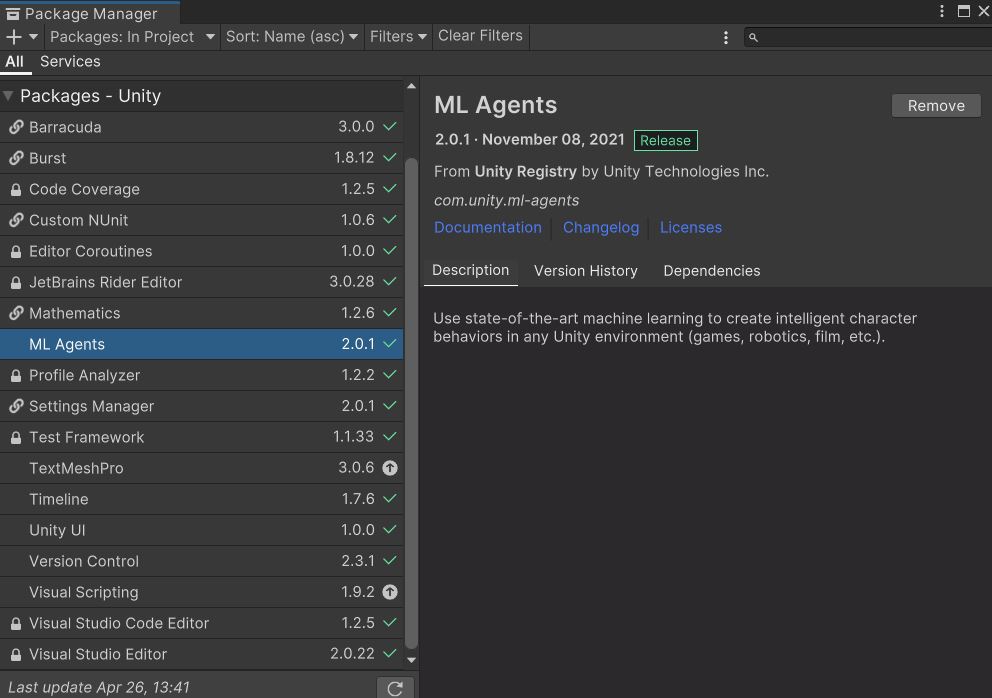 Package Manager
Packages: In Project Sort: Name (asc) Filters Clear Filters
All Services
Packages - Unity
Barracuda 3.0.0
Burst 1.8.12
Code Coverage 1.2.5
Custom NUnit 1.0.6
Editor Coroutines 1.0.0
JetBrains Rider Editor 3.0.28
Mathematics 1.2.6
ML Agents 2.0.1
Profile Analyzer 1.2.2
Settings Manager 2.0.1
Test Framework 1.1.33
TextMeshPro 3.0.6
Timeline 1.7.6
Unity UI 1.0.0
Version Control 2.3.1
Visual Scripting 1.9.2
Visual Studio Code Editor 1.2.5
Visual Studio Editor 2.0.22
Last update Apr 26, 13:41
ML Agents
Remove
2.0.1 · November 08, 2021 Release
From Unity Registry by Unity Technologies Inc.
com.unity.ml-agents
Documentation Changelog Licenses
Description Version History Dependencies
Use state-of-the-art machine learning to create intelligent character
behaviors in any Unity environment (games, robotics, film, etc.).